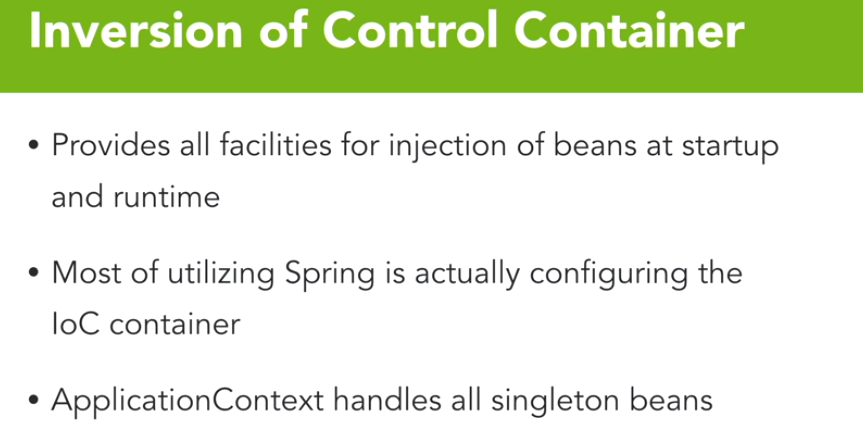 Inversion of Control Container
• Provides all facilities for injection of beans at startup
and runtime
• Most of utilizing Spring is actually configuring the
IoC container
• ApplicationContext handles all singleton beans